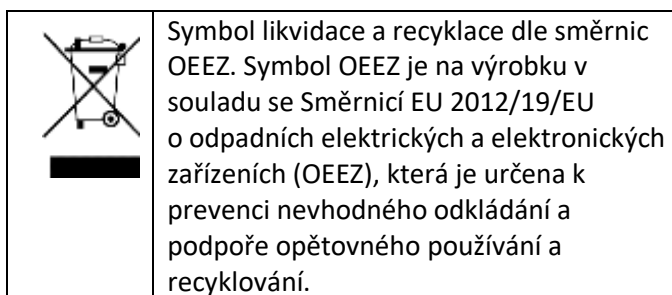 Symbol likvidace a recyklace dle směrnic
OEEZ. Symbol OEEZ je na výrobku v
souladu se Směrnicí EU 2012/19/EU
o odpadních elektrických a elektronických
zařízeních (OEEZ), která je určena k
prevenci nevhodného odkládání a
podpoře opětovného používání a
recyklování.